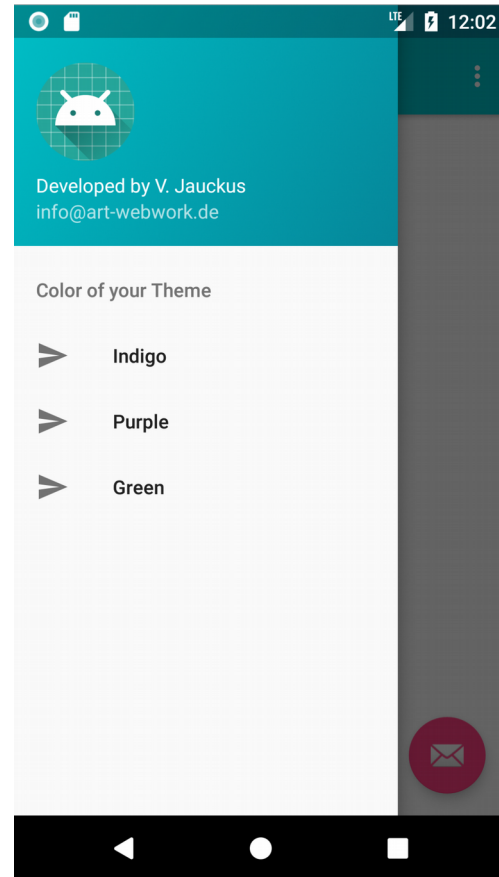 LTE 12:02
Developed by V. Jauckus
info@art-webwork.de
Color of your Theme
Indigo
Purple
Green